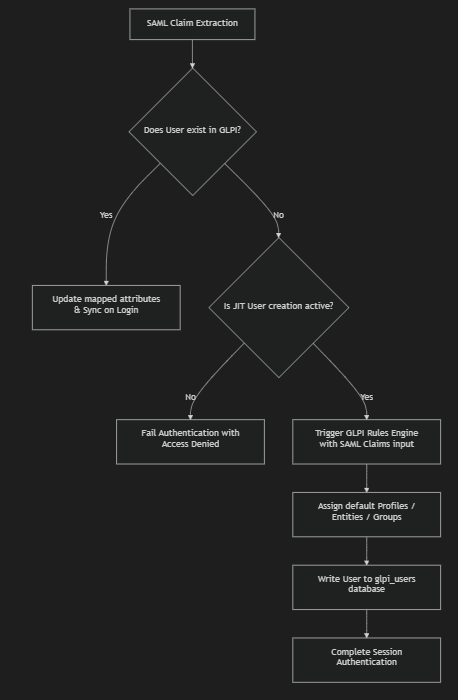 SAML Claim Extraction
Does User exist in GLPI?
Yes
No
Update mapped attributes
& Sync on Login
Is JIT User creation active?
No
Yes
Fail Authentication with
Access Denied
Trigger GLPI Rules Engine
with SAML Claims input
Assign default Profiles /
Entities / Groups
Write User to glpi_users
database
Complete Session
Authentication